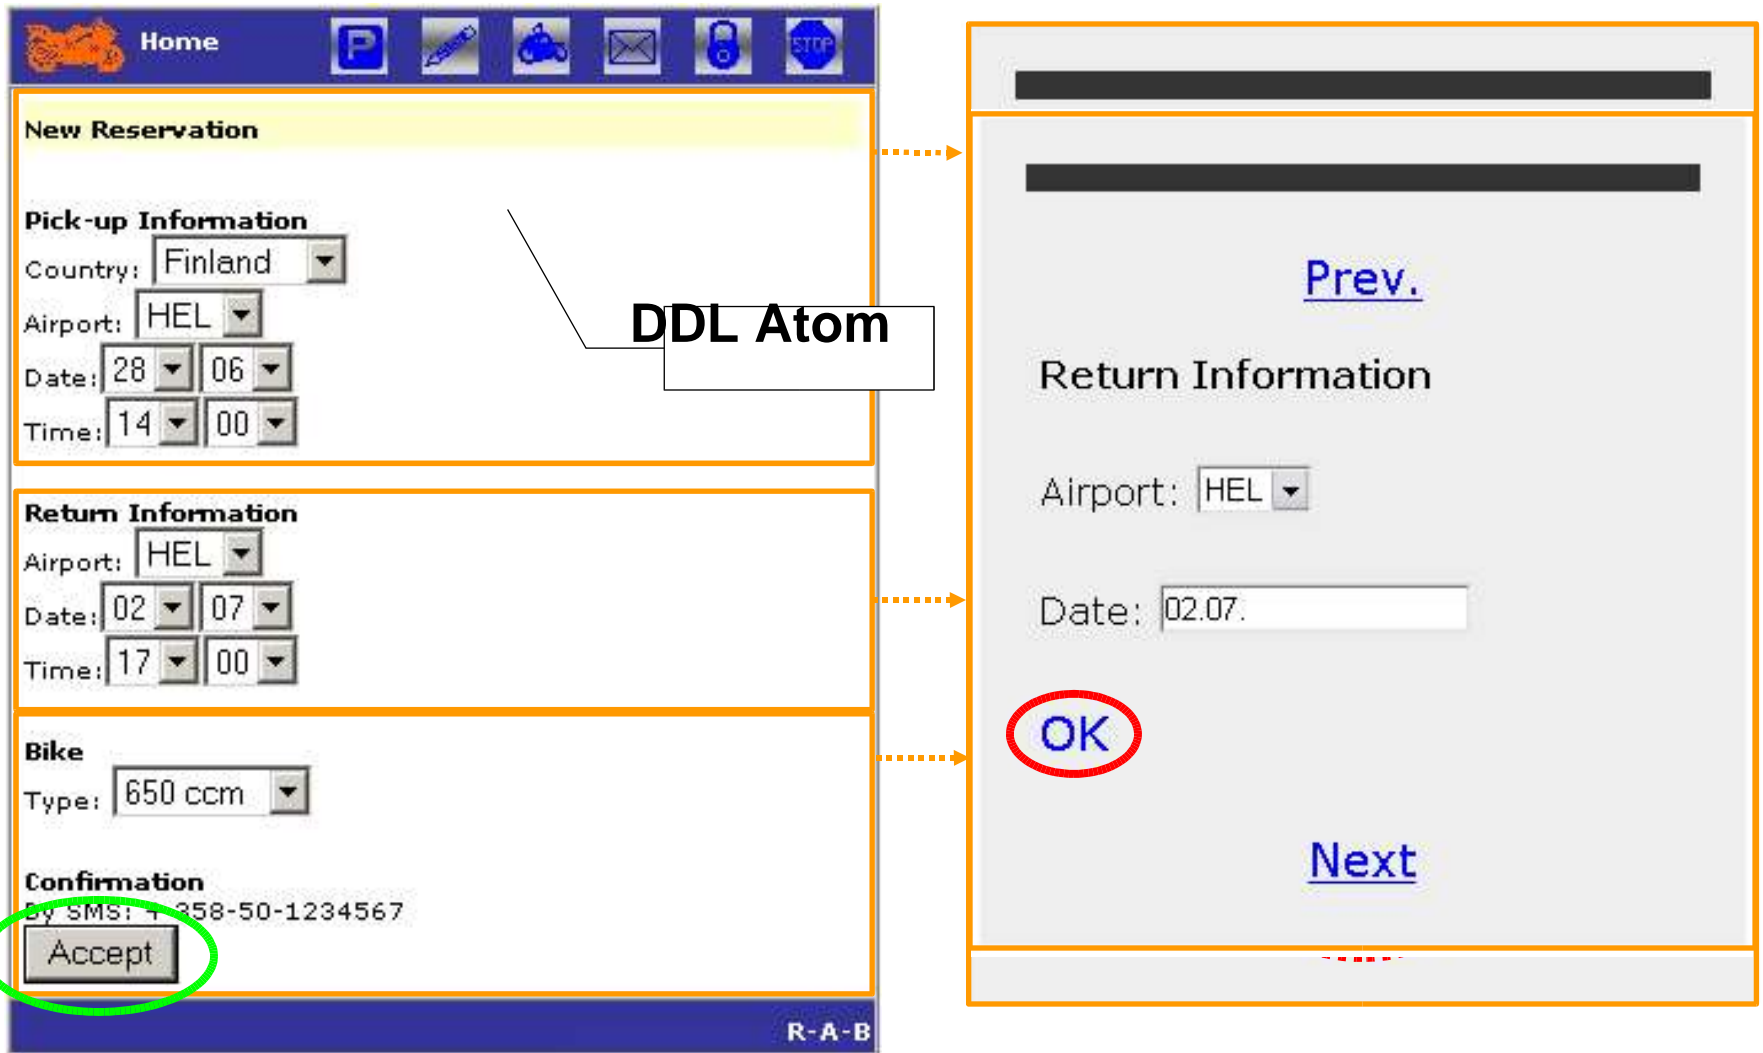 Home
P
STOP
New Reservation
Pick-up Information
Country: Finland
Airport: HEL
Date: 28 06
Time: 14 00
DDL Atom
Return Information
Airport: HEL
Date: 02 07
Time: 17 00
Bike
Type: 650 ccm
Confirmation
By SMS: + 358-50-1234567
Accept
R-A-B
Prev.
Return Information
Airport: HEL
Date: 02.07.
OK
Next